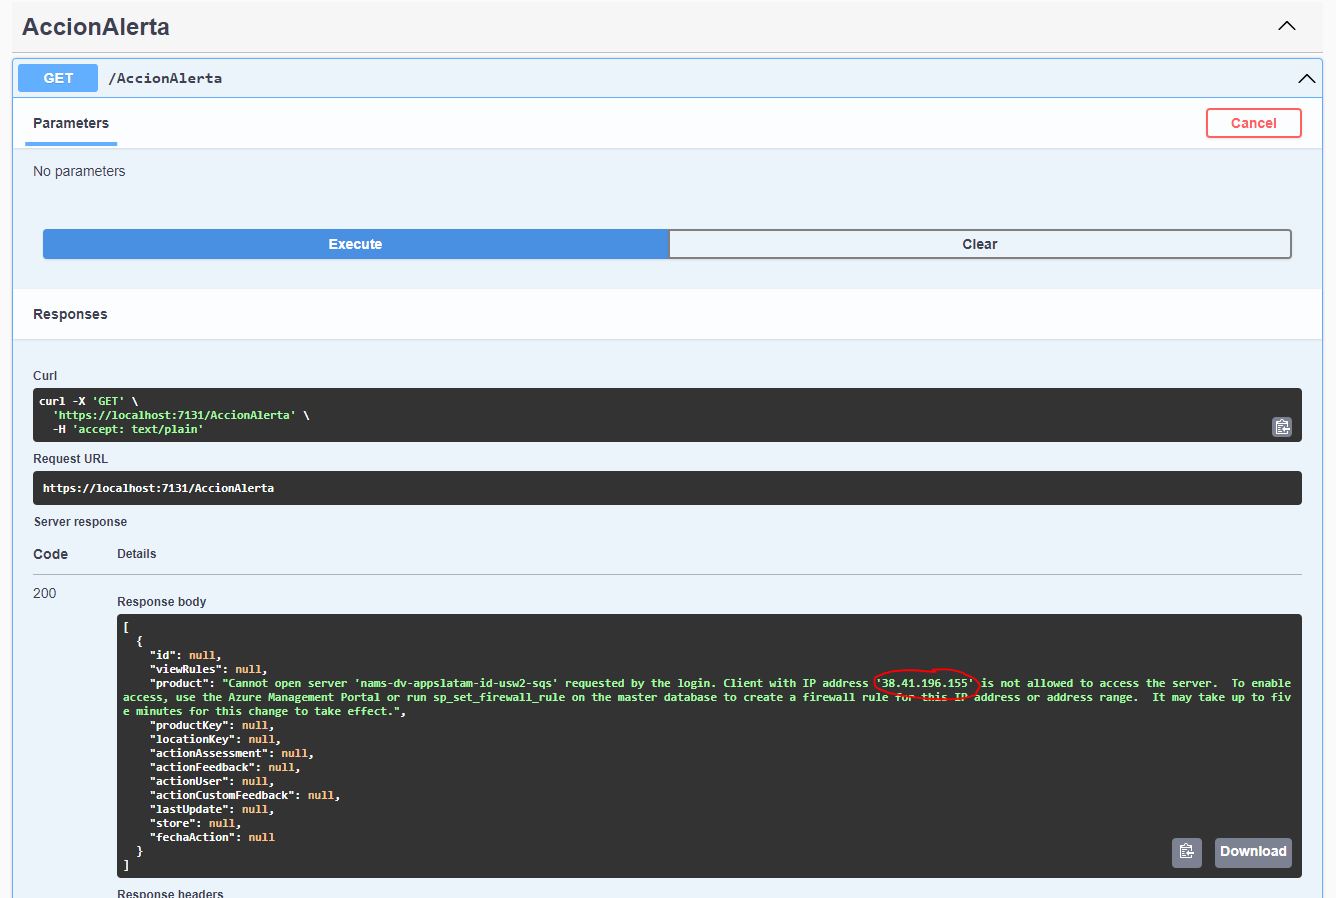 AccionAlerta
GET /AccionAlerta
Parameters
Cancel
No parameters
Execute
Clear
Responses
Curl
curl -X 'GET' \
'https://localhost:7131/AccionAlerta' \
-H 'accept: text/plain'
Request URL
https://localhost:7131/AccionAlerta
Server response
Code Details
200
Response body
[
{
"id": null,
"viewRules": null,
"product": "Cannot open server 'nams-dv-appslatam-id-usw2-sqs' requested by the login. Client with IP address '38.41.196.155' is not allowed to access the server.  To enable
access, use the Azure Management Portal or run sp_set_firewall_rule on the master database to create a firewall rule for this IP address or address range.  It may take up to fiv
e minutes for this change to take effect.",
"productKey": null,
"locationKey": null,
"actionAssessment": null,
"actionFeedback": null,
"actionUser": null,
"actionCustomFeedback": null,
"lastUpdate": null,
"store": null,
"fechaAction": null
}
]
Download
Response headers